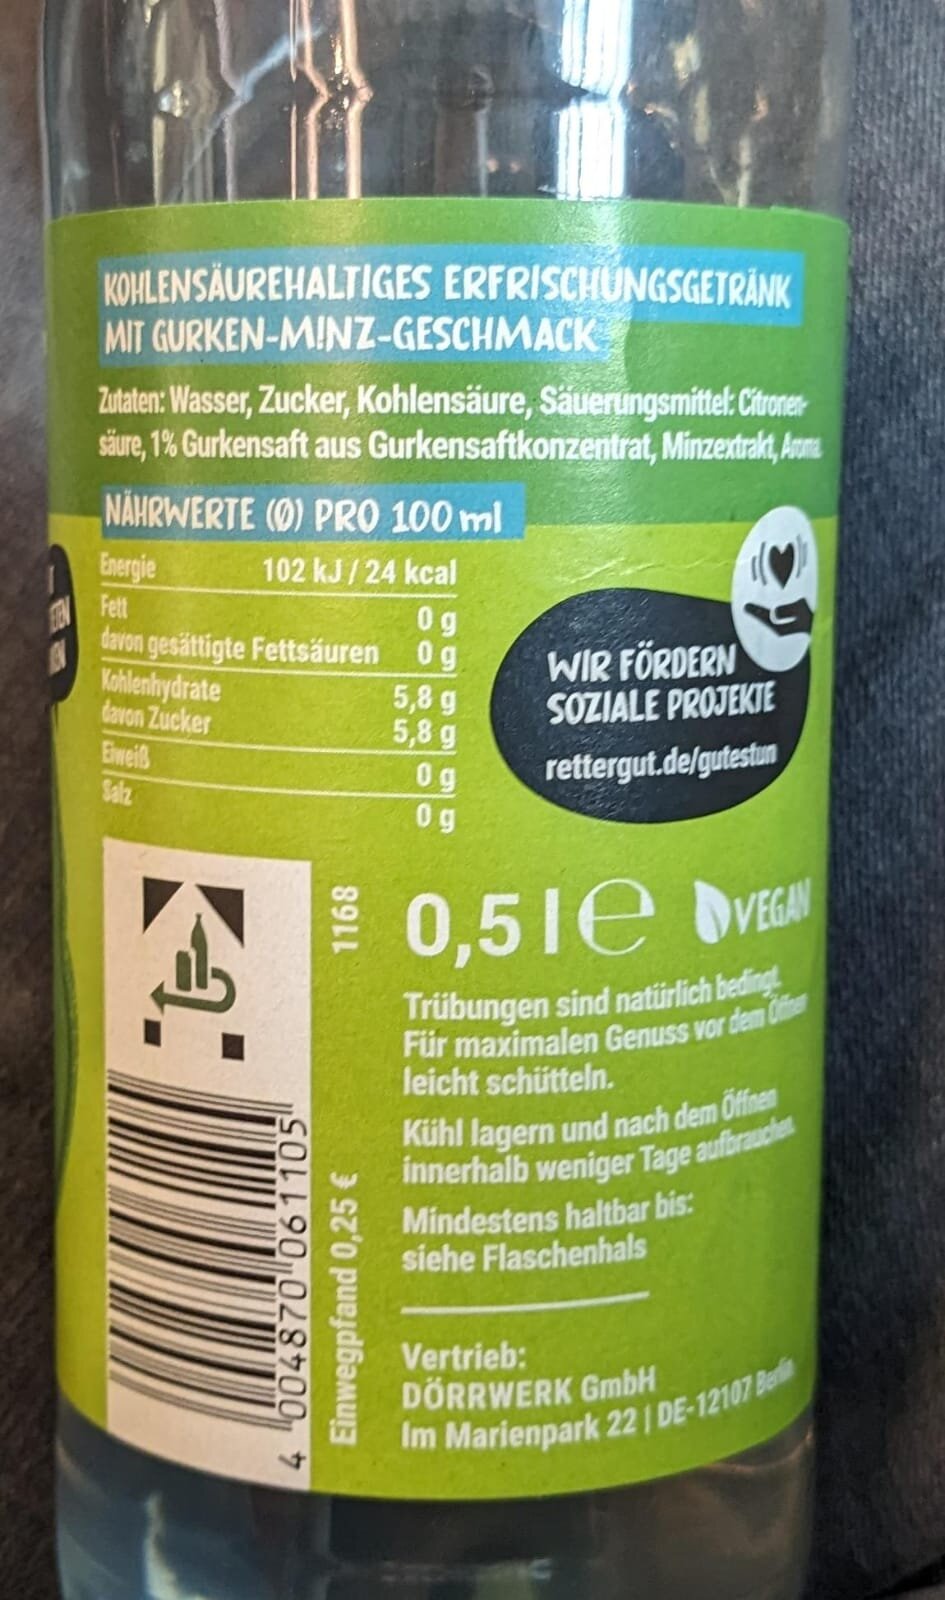 KOHLENSÄUREHALTIGES ERFRISCHUNGSGETRÄNK
MIT GURKEN-MINZ-GESCHMACK
Zutaten: Wasser, Zucker, Kohlensäure, Säuerungsmittel: Citronen-
säure, 1% Gurkensaft aus Gurkensaftkonzentrat, Minzextrakt, Aroma.
NÄHRWERTE (Ø) PRO 100 ml
Energie 102 kJ / 24 kcal
Fett 0 g
davon gesättigte Fettsäuren 0 g
Kohlenhydrate 5,8 g
davon Zucker 5,8 g
Eiweiß 0 g
Salz 0 g
WIR FÖRDERN
SOZIALE PROJEKTE
rettergut.de/gutestun
1168
0,5 l e
VEGAN
Trübungen sind natürlich bedingt.
Für maximalen Genuss vor dem Öffnen
leicht schütteln.
Kühl lagern und nach dem Öffnen
innerhalb weniger Tage aufbrauchen.
Mindestens haltbar bis:
siehe Flaschenhals
Einwegpfand 0,25 €
4 004870 061105
Vertrieb:
DÖRRWERK GmbH
Im Marienpark 22 | DE-12107 Berlin